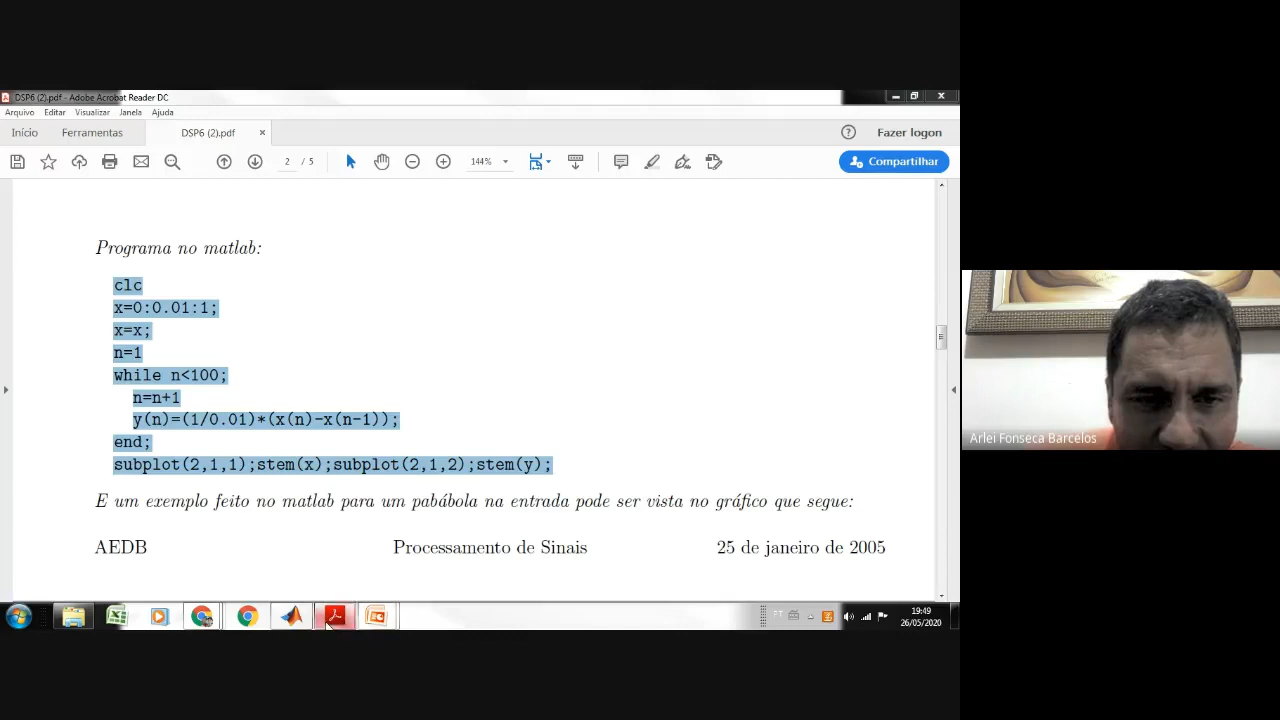 DSP6 (2).pdf - Adobe Acrobat Reader DC
Arquivo Editar Visualizar Janela Ajuda
Início Ferramentas DSP6 (2).pdf × ? Fazer logon
2 / 5 144% Compartilhar
Programa no matlab:
clc
x=0:0.01:1;
x=x;
n=1
while n<100;
n=n+1
y(n)=(1/0.01)*(x(n)-x(n-1));
end;
subplot(2,1,1);stem(x);subplot(2,1,2);stem(y);
E um exemplo feito no matlab para um pabábola na entrada pode ser vista no gráfico que segue:
AEDB Processamento de Sinais 25 de janeiro de 2005
Arlei Fonseca Barcelos
PT 19:49
26/05/2020